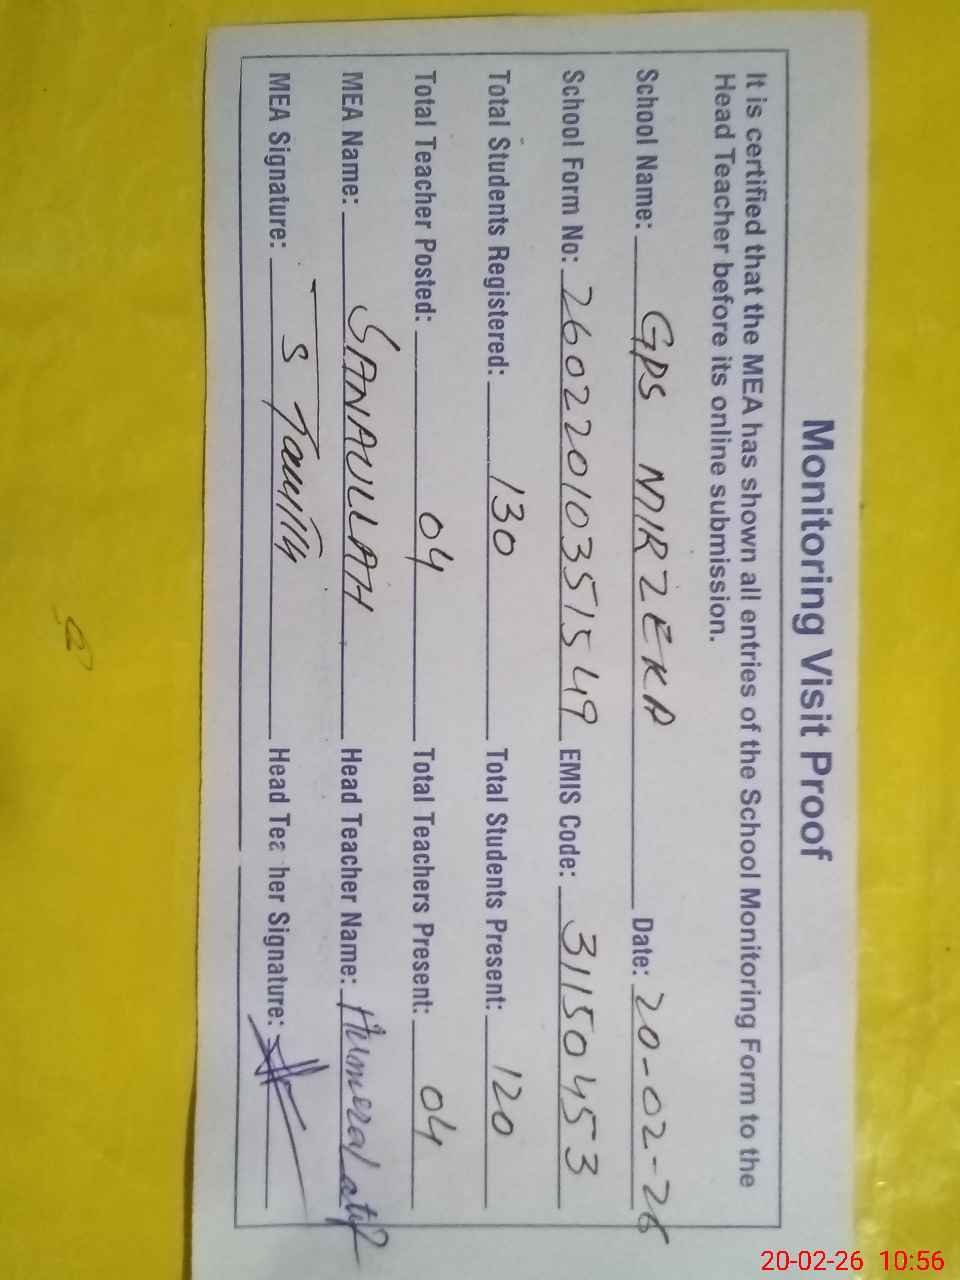 Monitoring Visit Proof
It is certified that the MEA has shown all entries of the School Monitoring Form to the
Head Teacher before its online submission.
School Name: GPS MIRZEKA Date: 20-02-26
School Form No: 26022010351549 EMIS Code: 31150453
Total Students Registered: 130 Total Students Present: 120
Total Teacher Posted: 04 Total Teachers Present: 04
MEA Name: SANAULLAH Head Teacher Name:
MEA Signature: Head Teacher Signature:
20-02-26 10:56